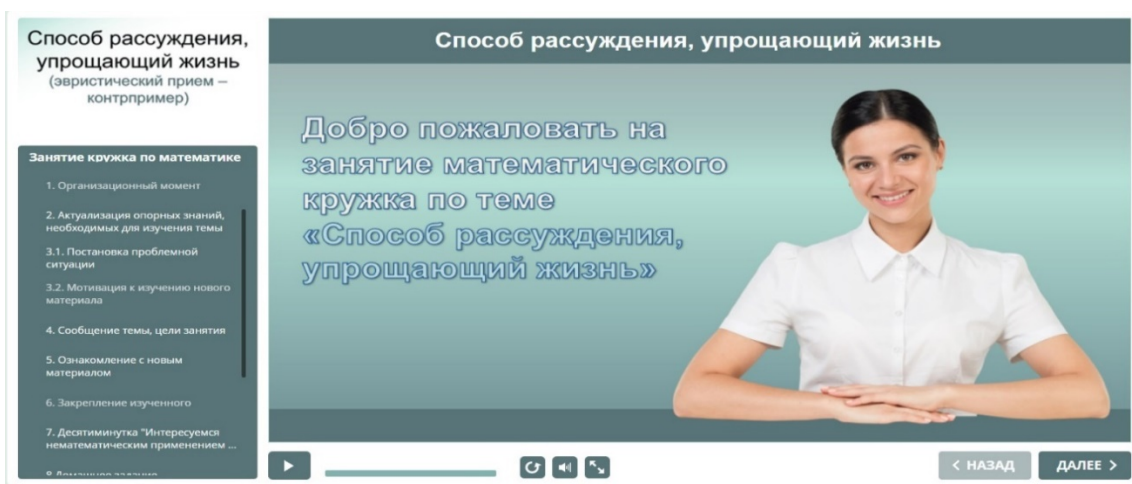 Способ рассуждения,
упрощающий жизнь
(эвристический прием –
контрпример)
Занятие кружка по математике
1. Организационный момент
2. Актуализация опорных знаний,
необходимых для изучения темы
3.1. Постановка проблемной
ситуации
3.2. Мотивация к изучению нового
материала
4. Сообщение темы, цели занятия
5. Ознакомление с новым
материалом
6. Закрепление изученного
7. Десятиминутка "Интересуемся
нематематическим применением ...
Способ рассуждения, упрощающий жизнь
Добро пожаловать на
занятие математического
кружка по теме
«Способ рассуждения,
упрощающий жизнь»
< НАЗАД
ДАЛЕЕ >